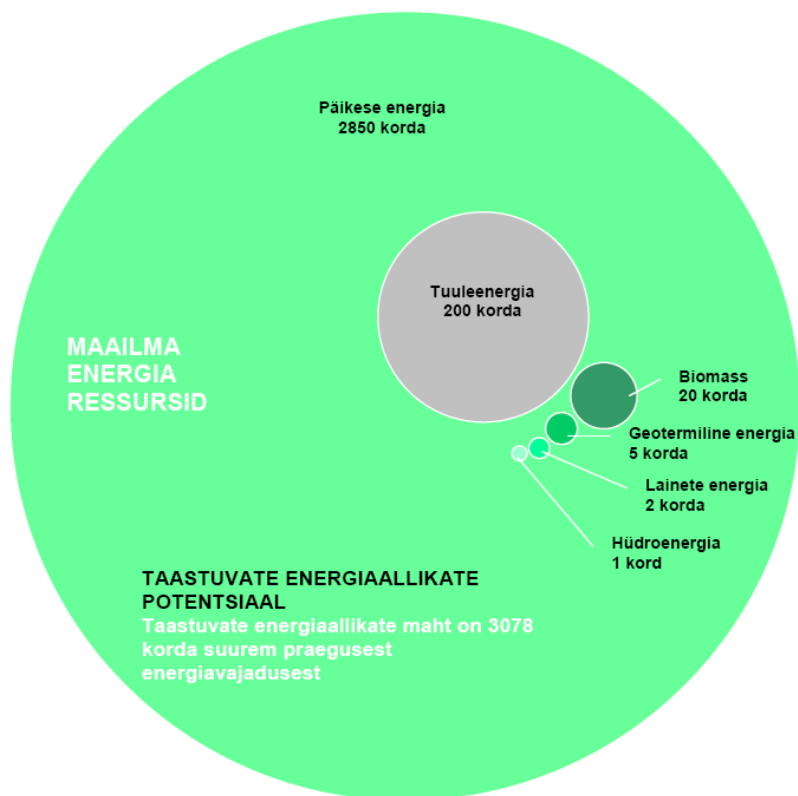 Päikese energia
2850 korda
Tuuleenergia
200 korda
MAAILMA
ENERGIA
RESSURSID
Biomass
20 korda
Geotermiline energia
5 korda
Lainete energia
2 korda
Hüdroenergia
1 kord
TAASTUVATE ENERGIAALLIKATE
POTENTSIAAL
Taastuvate energiaallikate maht on 3078
korda suurem praegusest
energiavajadusest